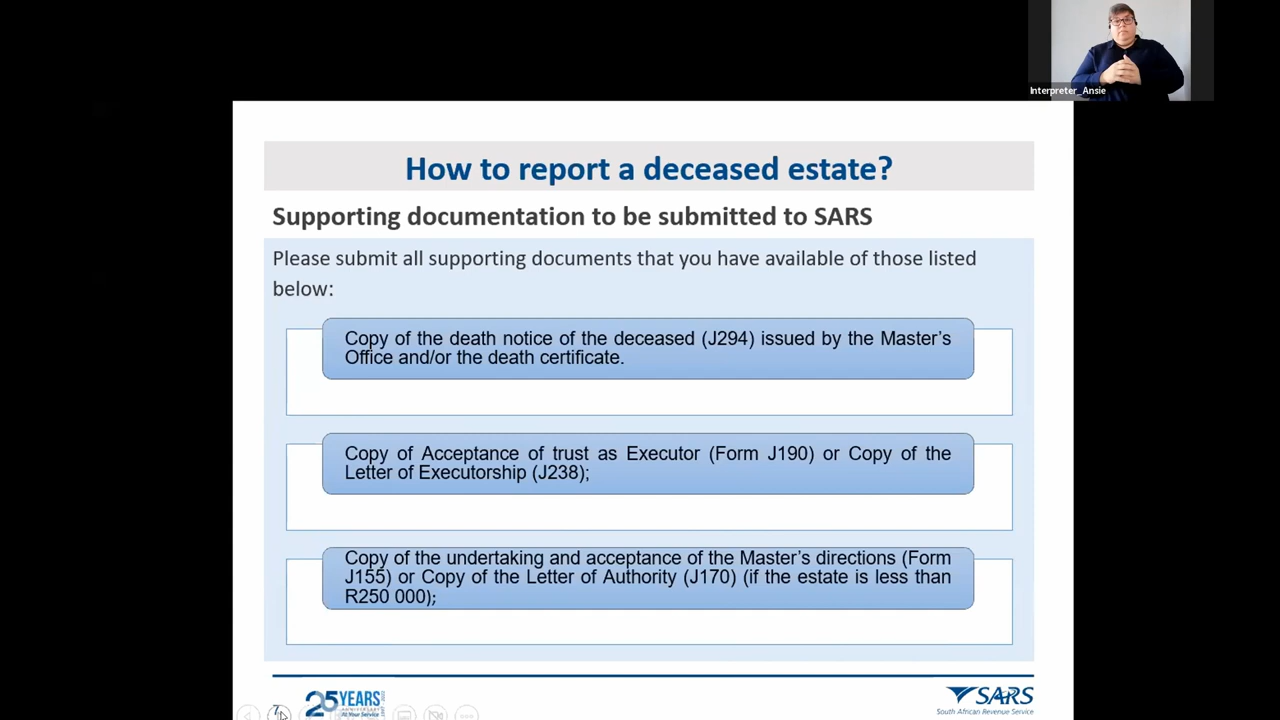 Interpreter_Ansie
How to report a deceased estate?
Supporting documentation to be submitted to SARS
Please submit all supporting documents that you have available of those listed
below:
Copy of the death notice of the deceased (J294) issued by the Master’s
Office and/or the death certificate.
Copy of Acceptance of trust as Executor (Form J190) or Copy of the
Letter of Executorship (J238);
Copy of the undertaking and acceptance of the Master’s directions (Form
J155) or Copy of the Letter of Authority (J170) (if the estate is less than
R250 000);
7
25 YEARS
ANNIVERSARY
At Your Service
SARS
South African Revenue Service